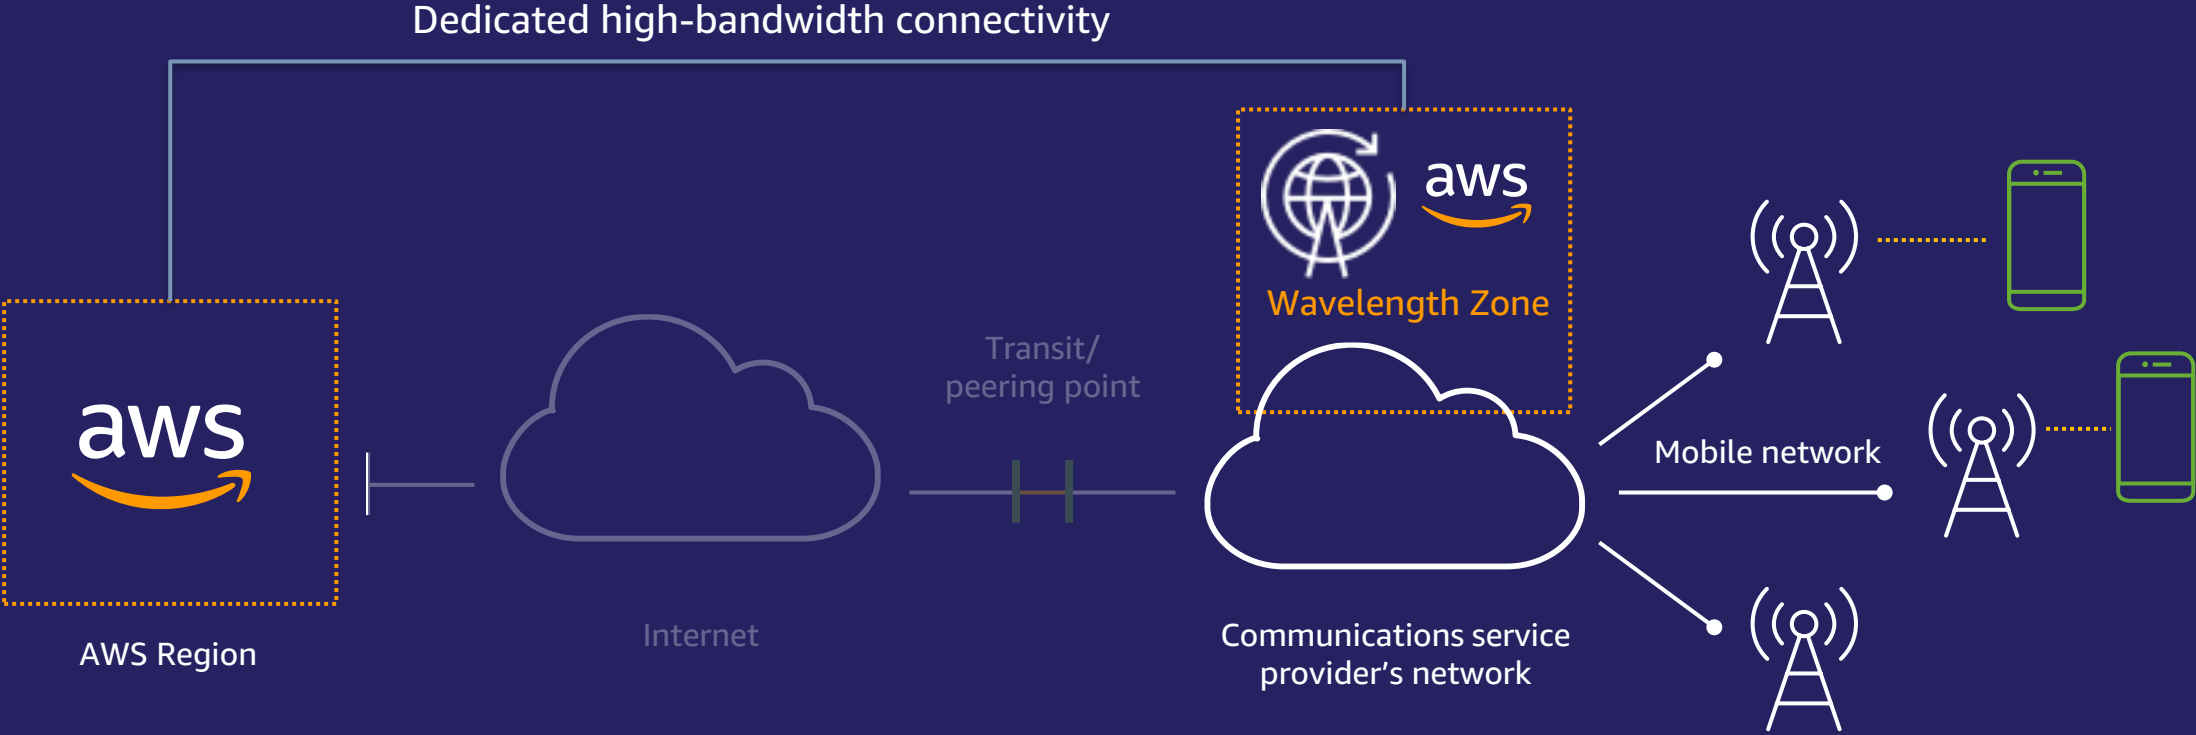 Dedicated high-bandwidth connectivity
aws
Wavelength Zone
Transit/
peering point
aws
Mobile network
Internet
AWS Region
Communications service
provider’s network